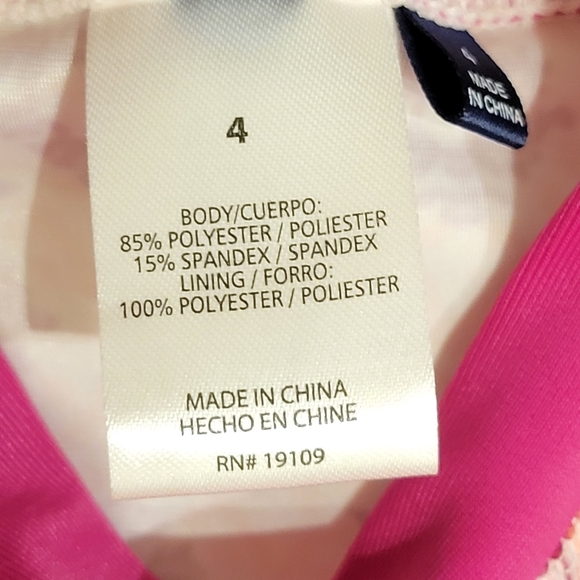 4
BODY/CUERPO:
85% POLYESTER / POLIESTER
15% SPANDEX / SPANDEX
LINING / FORRO:
100% POLYESTER / POLIESTER
MADE IN CHINA
HECHO EN CHINE
RN# 19109
4
MADE
IN CHINA